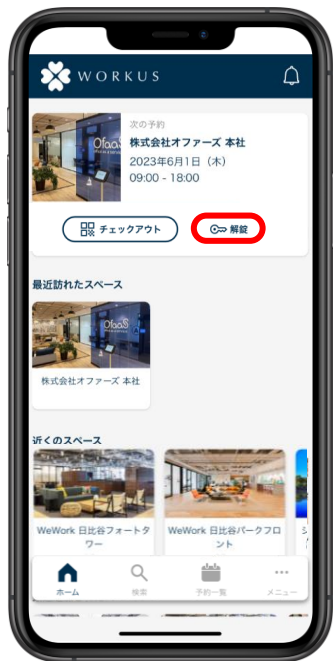 WORKUS
次の予約
OfaaS
株式会社オファーズ 本社
2023年6月1日（木）
09:00 - 18:00
チェックアウト
解錠
最近訪れたスペース
OfaaS
株式会社オファーズ 本社
近くのスペース
WeWork 日比谷フォートタ
ワー
WeWork 日比谷パークフロ
ント
ホーム
検索
予約一覧
メニュー